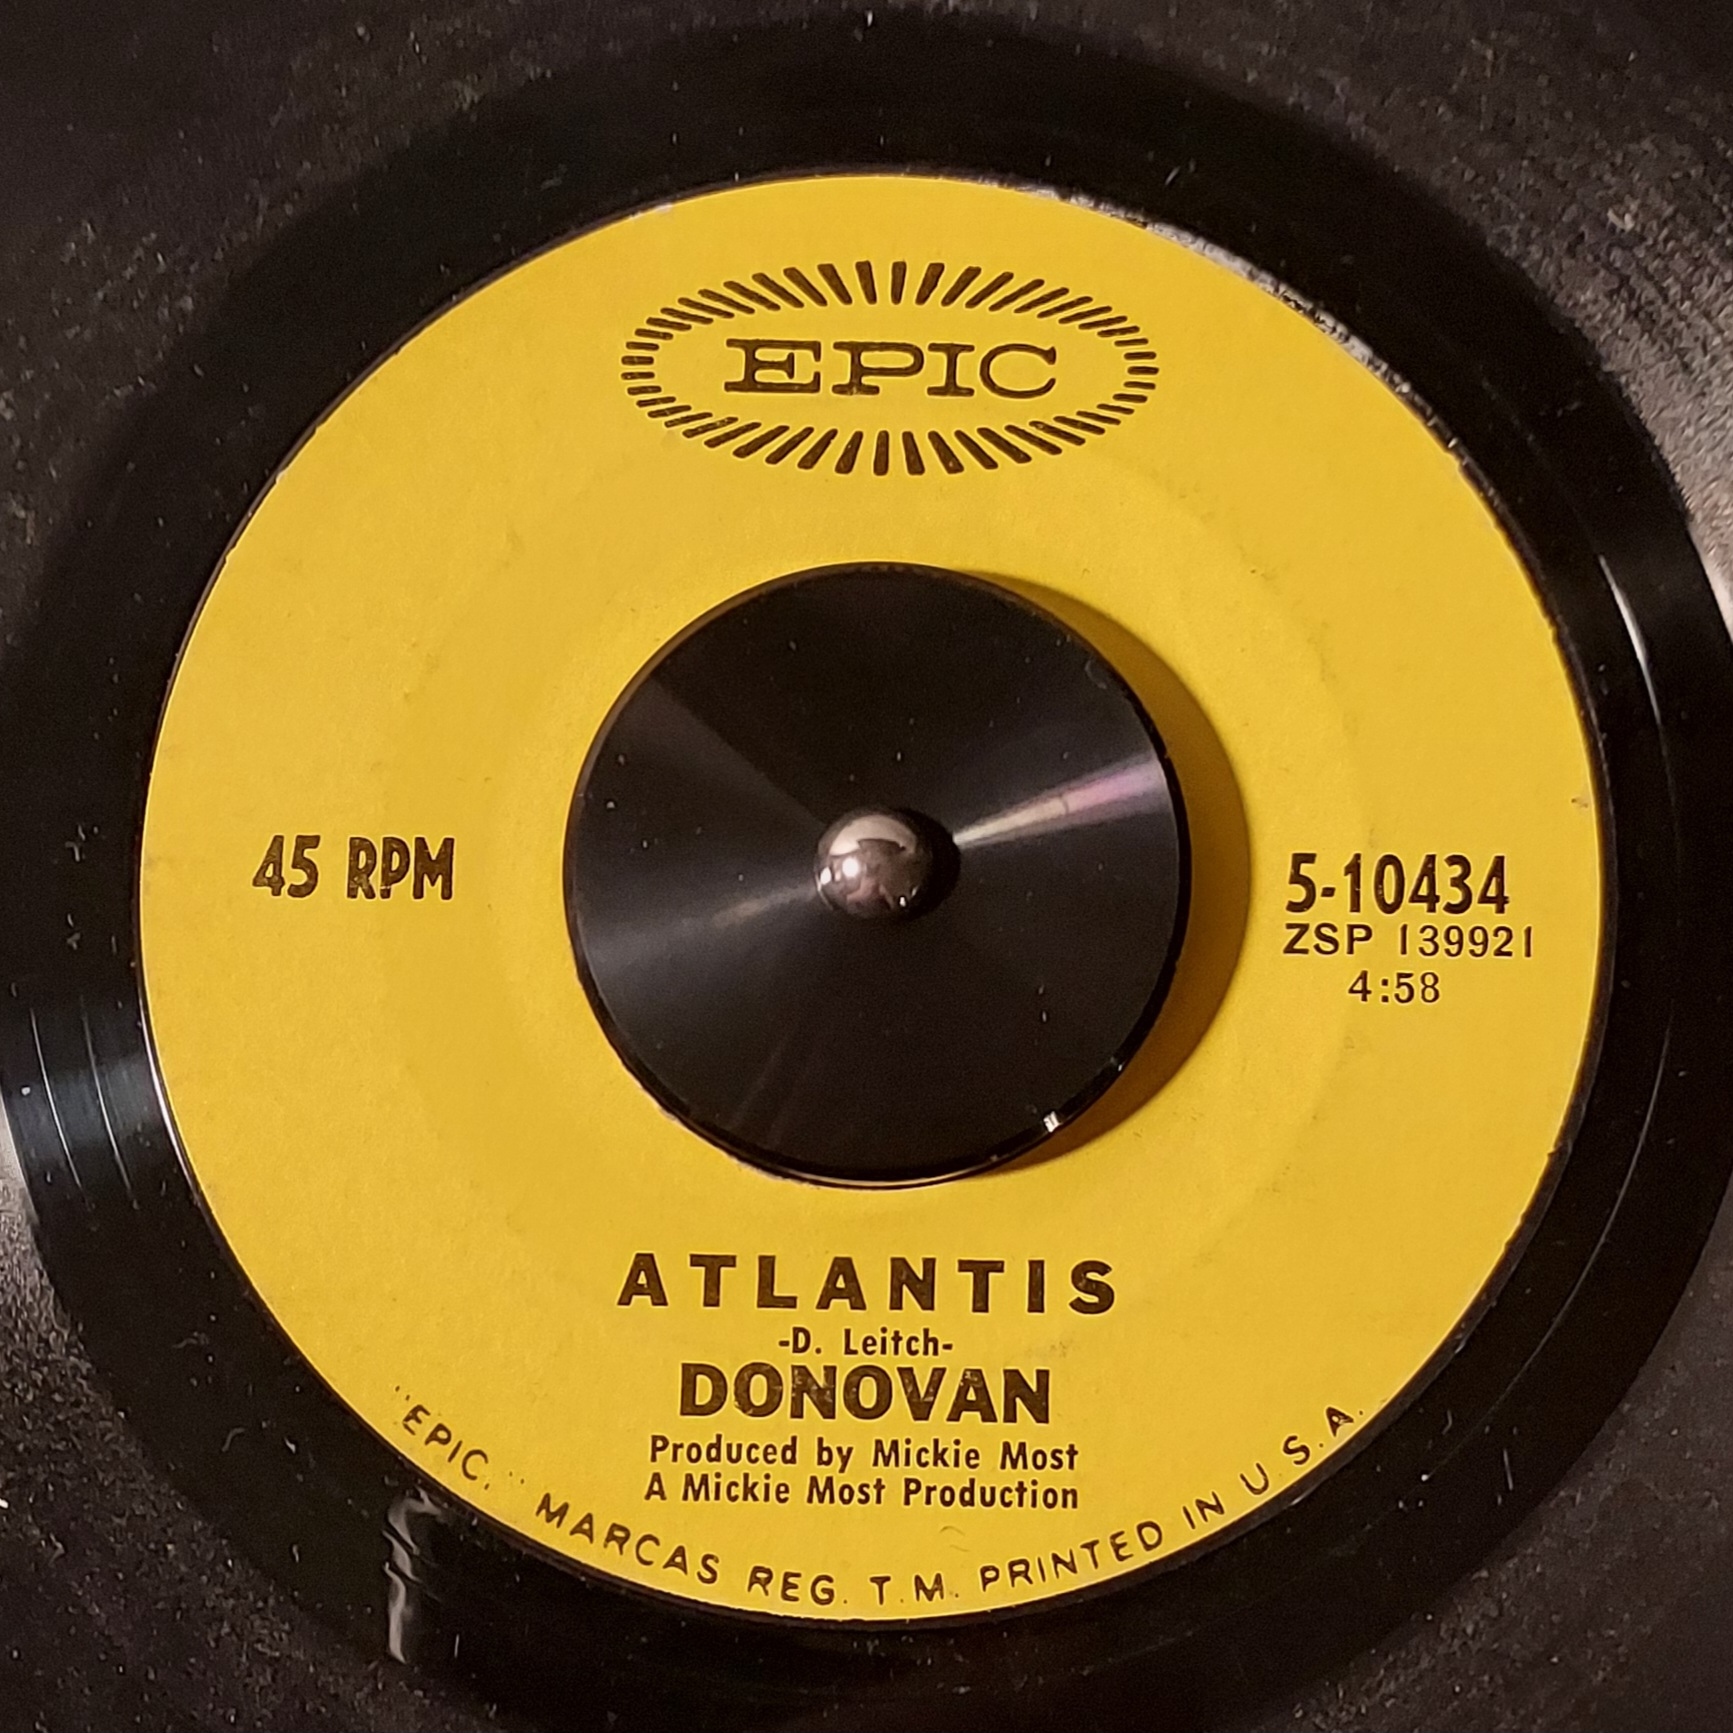 EPIC
45 RPM
5-10434
ZSP 139921
4:58
ATLANTIS
-D. Leitch-
DONOVAN
Produced by Mickie Most
A Mickie Most Production
"EPIC," MARCAS REG. T.M. PRINTED IN U.S.A.